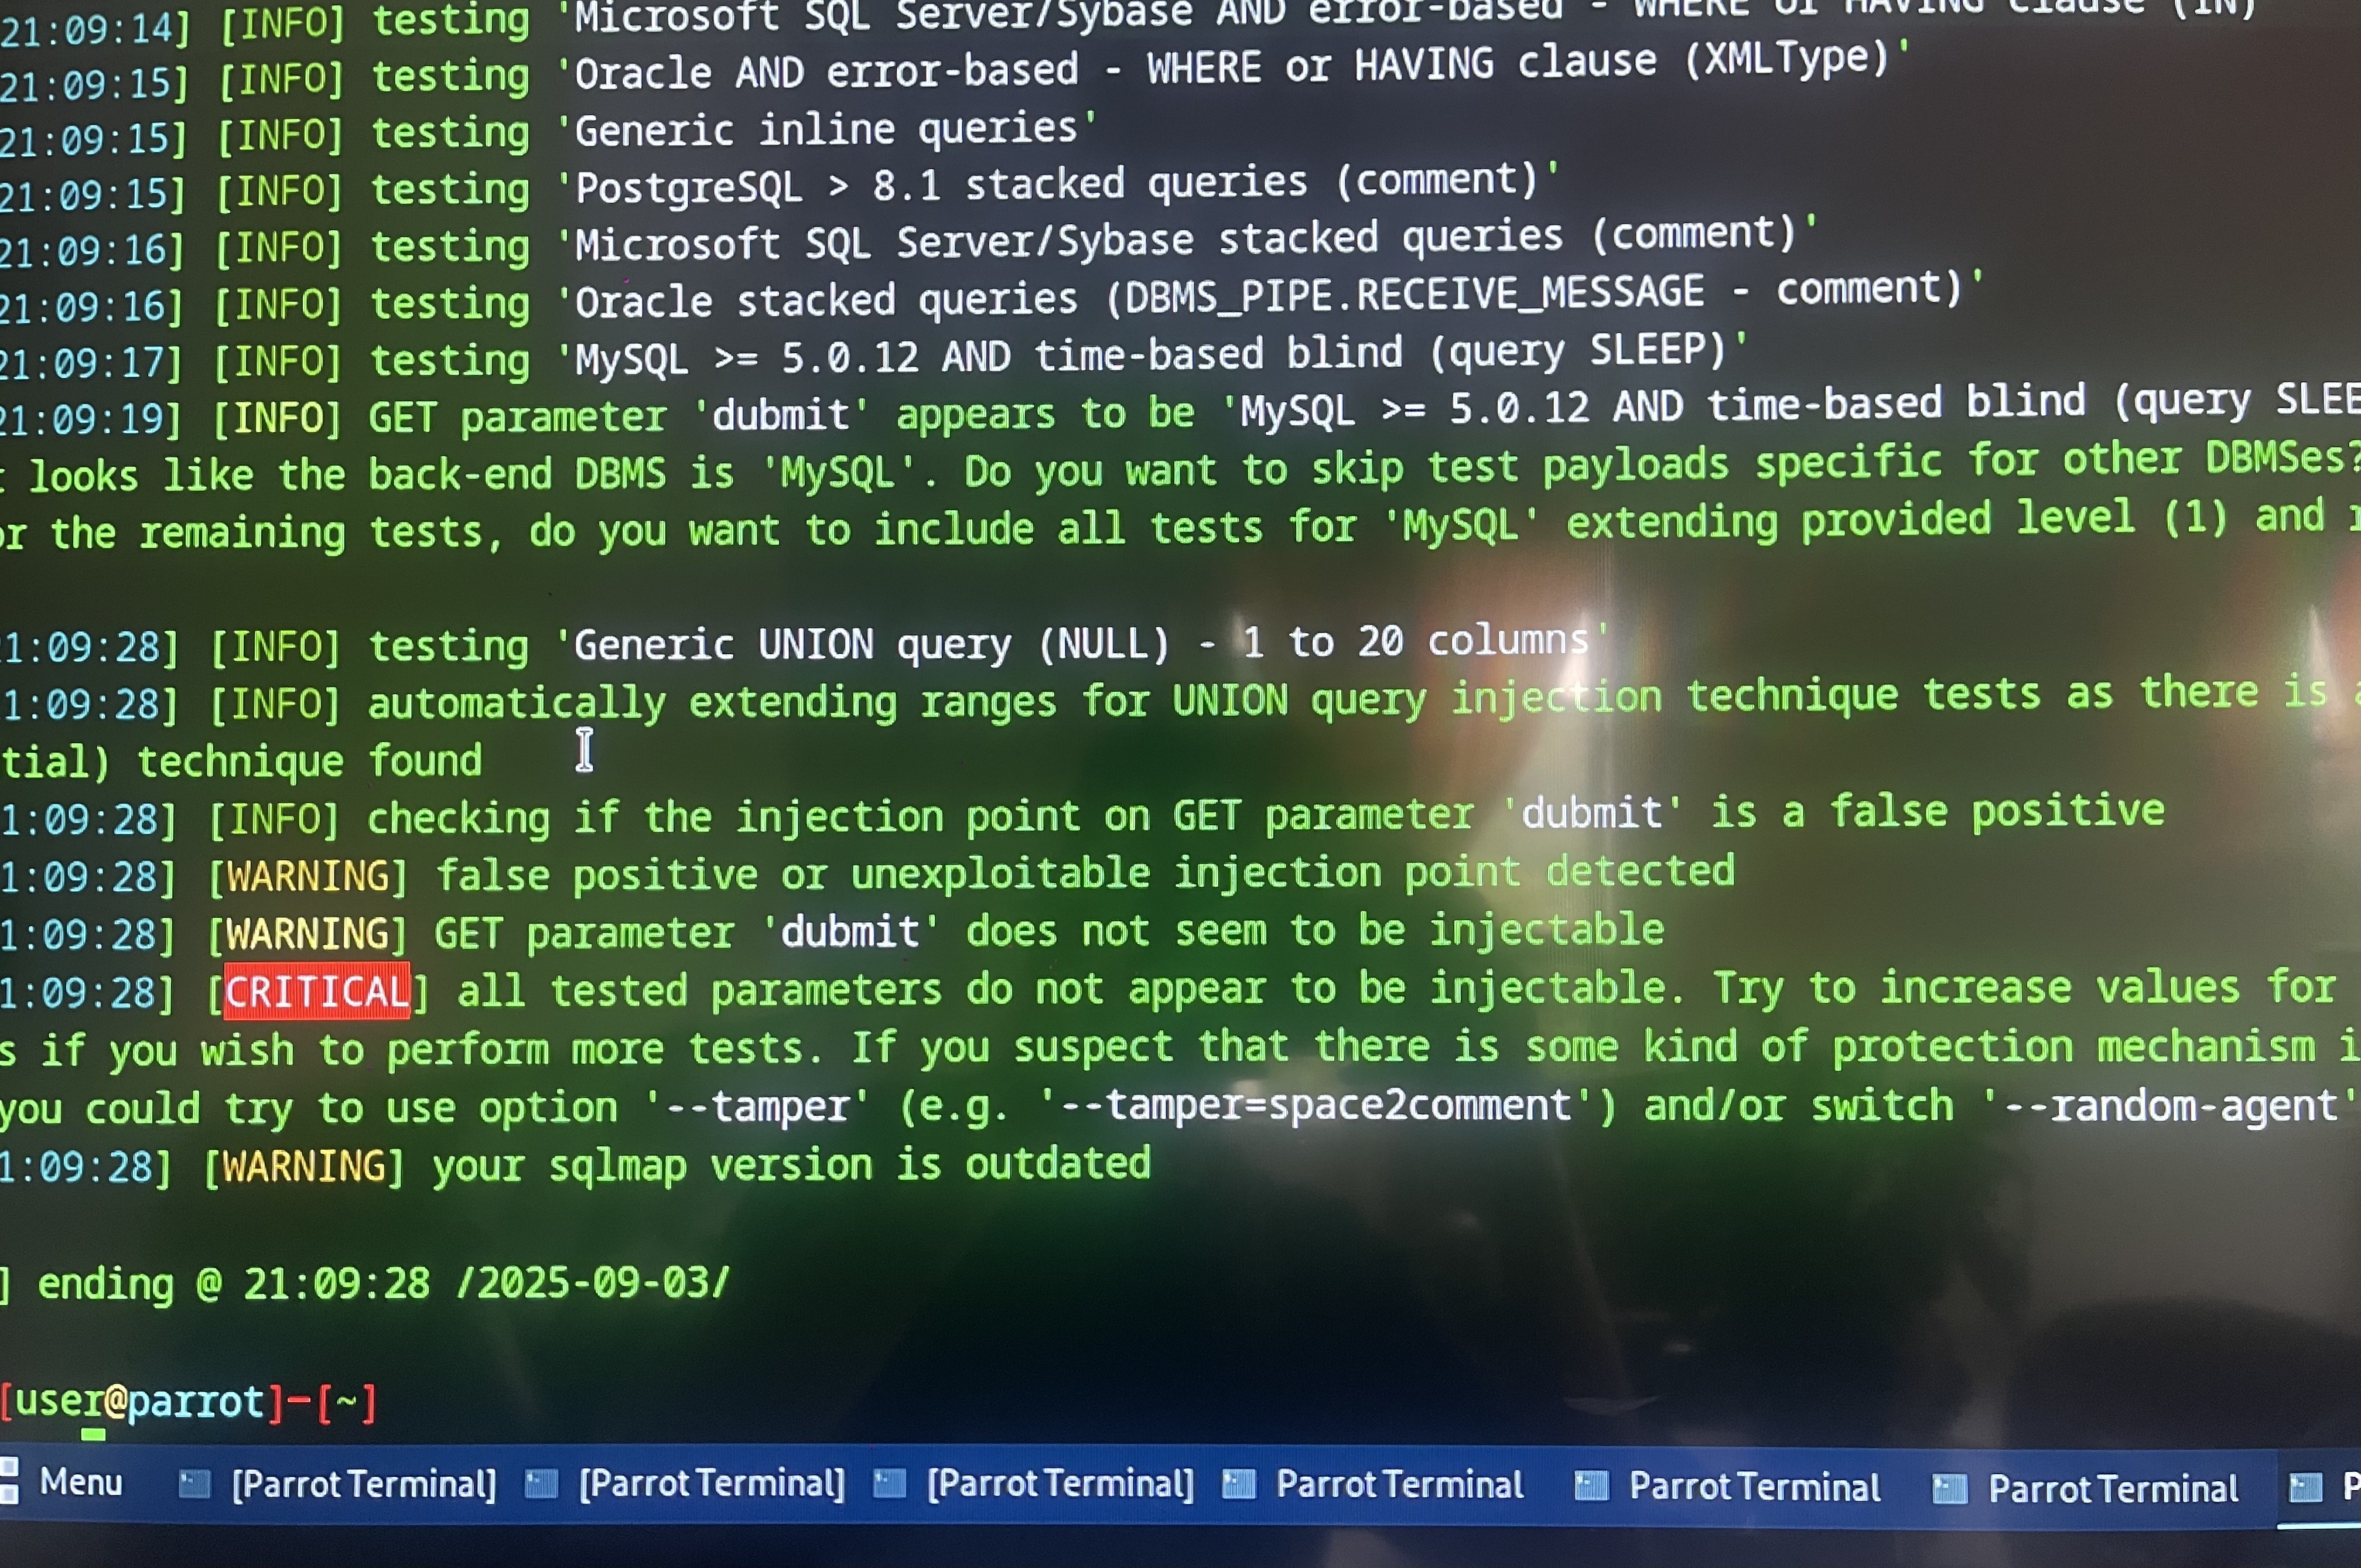 21:09:14] [INFO] testing 'Microsoft SQL Server/Sybase AND error-based - WHERE or HAVING clause (IN)
21:09:15] [INFO] testing 'Oracle AND error-based - WHERE or HAVING clause (XMLType)'
21:09:15] [INFO] testing 'Generic inline queries'
21:09:15] [INFO] testing 'PostgreSQL > 8.1 stacked queries (comment)'
21:09:16] [INFO] testing 'Microsoft SQL Server/Sybase stacked queries (comment)'
21:09:16] [INFO] testing 'Oracle stacked queries (DBMS_PIPE.RECEIVE_MESSAGE - comment)'
21:09:17] [INFO] testing 'MySQL >= 5.0.12 AND time-based blind (query SLEEP)'
21:09:19] [INFO] GET parameter 'dubmit' appears to be 'MySQL >= 5.0.12 AND time-based blind (query SLEE
t looks like the back-end DBMS is 'MySQL'. Do you want to skip test payloads specific for other DBMSes?
or the remaining tests, do you want to include all tests for 'MySQL' extending provided level (1) and r
1:09:28] [INFO] testing 'Generic UNION query (NULL) - 1 to 20 columns'
1:09:28] [INFO] automatically extending ranges for UNION query injection technique tests as there is a
tial) technique found
1:09:28] [INFO] checking if the injection point on GET parameter 'dubmit' is a false positive
1:09:28] [WARNING] false positive or unexploitable injection point detected
1:09:28] [WARNING] GET parameter 'dubmit' does not seem to be injectable
1:09:28] [CRITICAL] all tested parameters do not appear to be injectable. Try to increase values for
s if you wish to perform more tests. If you suspect that there is some kind of protection mechanism i
you could try to use option '--tamper' (e.g. '--tamper=space2comment') and/or switch '--random-agent'
1:09:28] [WARNING] your sqlmap version is outdated
] ending @ 21:09:28 /2025-09-03/
[user@parrot]-[~]
Menu [Parrot Terminal] [Parrot Terminal] [Parrot Terminal] Parrot Terminal Parrot Terminal Parrot Terminal P